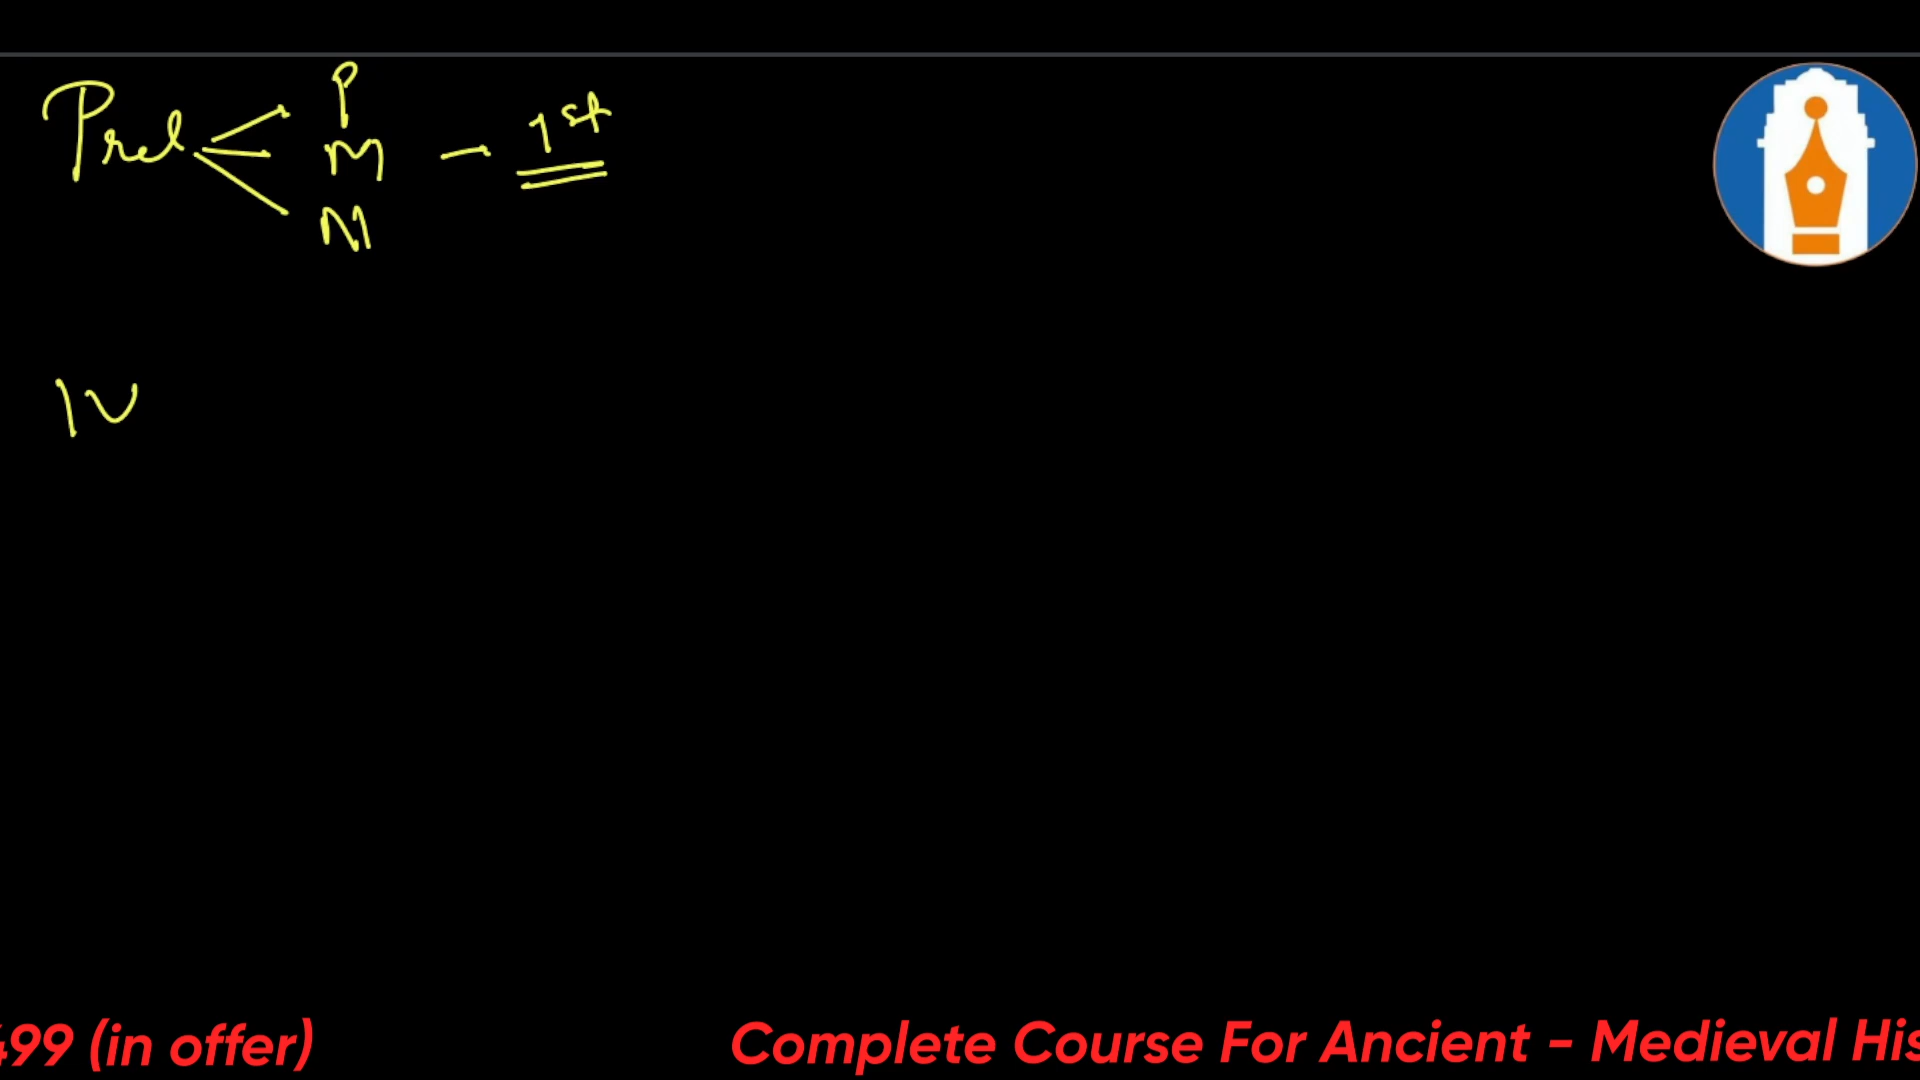 P
Prel M - 1st
M
IV
499 (in offer) Complete Course For Ancient - Medieval His